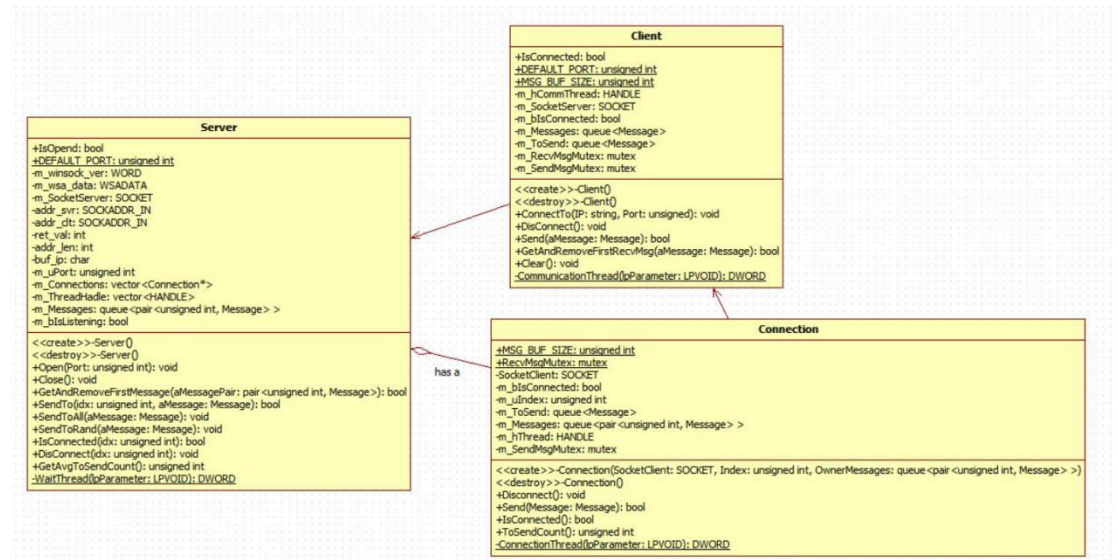 Client
+IsConnected: bool
+DEFAULT_PORT: unsigned int
+MSG_BUF_SIZE: unsigned int
-m_hCommThread: HANDLE
-m_SocketServer: SOCKET
-m_bIsConnected: bool
-m_Messages: queue<Message>
-m_ToSend: queue<Message>
-m_RecvMsgMutex: mutex
-m_SendMsgMutex: mutex
<<create>>-Client()
<<destroy>>-Client()
+ConnectTo(IP: string, Port: unsigned): void
+DisConnect(): void
+Send(aMessage: Message): bool
+GetAndRemoveFirstRecvMsg(aMessage: Message): bool
+Clear(): void
-CommunicationThread(lpParameter: LPVOID): DWORD
Server
+IsOpend: bool
+DEFAULT_PORT: unsigned int
-m_winsock_ver: WORD
-m_wsa_data: WSADATA
-m_SocketServer: SOCKET
-addr_svr: SOCKADDR_IN
-addr_clt: SOCKADDR_IN
-ret_val: int
-addr_len: int
-buf_ip: char
-m_uPort: unsigned int
-m_Connections: vector<Connection*>
-m_ThreadHadle: vector<HANDLE>
-m_Messages: queue<pair<unsigned int, Message> >
-m_bIsListening: bool
<<create>>-Server()
<<destroy>>-Server()
+Open(Port: unsigned int): void
+Close(): void
+GetAndRemoveFirstMessage(aMessagePair: pair<unsigned int, Message>): bool
+SendTo(idx: unsigned int, aMessage: Message): bool
+SendToAll(aMessage: Message): void
+SendToRand(aMessage: Message): void
+IsConnected(idx: unsigned int): bool
+DisConnect(idx: unsigned int): void
+GetAvgToSendCount(): unsigned int
-WaitThread(lpParameter: LPVOID): DWORD
has a
Connection
+MSG_BUF_SIZE: unsigned int
+RecvMsgMutex: mutex
-SocketClient: SOCKET
-m_bIsConnected: bool
-m_uIndex: unsigned int
-m_ToSend: queue<Message>
-m_Messages: queue<pair<unsigned int, Message> >
-m_hThread: HANDLE
-m_SendMsgMutex: mutex
<<create>>-Connection(SocketClient: SOCKET, Index: unsigned int, OwnerMessages: queue<pair<unsigned int, Message> >)
<<destroy>>-Connection()
+Disconnect(): void
+Send(Message: Message): bool
+IsConnected(): bool
+ToSendCount(): unsigned int
-ConnectionThread(lpParameter: LPVOID): DWORD